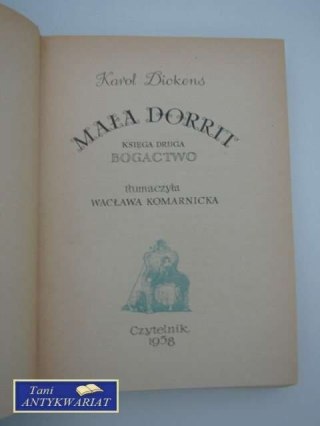 Karol Dickens
MAŁA DORRIT
KSIĘGA DRUGA
BOGACTWO
tłumaczyła
WACŁAWA KOMARNICKA
Czytelnik
1958
Tani
ANTYKWARIAT